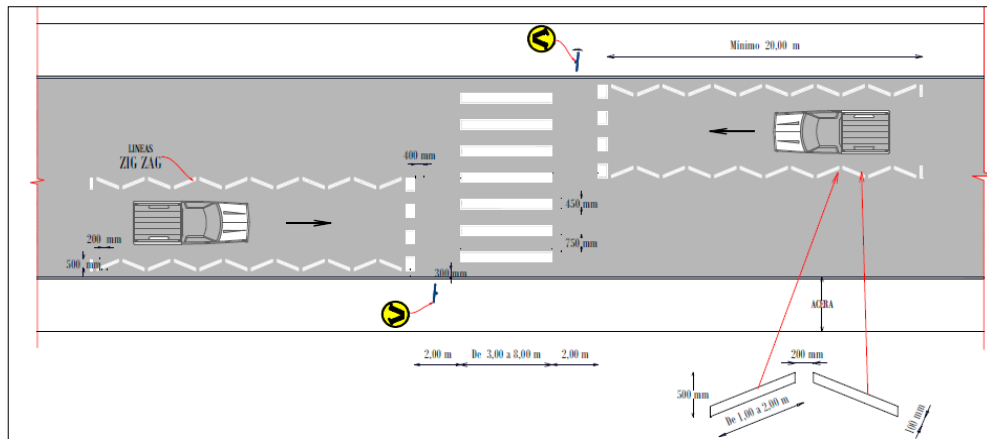 Mínimo 20,00 m
LINEAS
ZIG ZAG
400 mm
450 mm
200 mm
750 mm
500 mm
300 mm
ACERA
2,00 m
De 3,00 a 8,00 m
2,00 m
200 mm
500 mm
De 1,00 a 2,00 m
100 mm